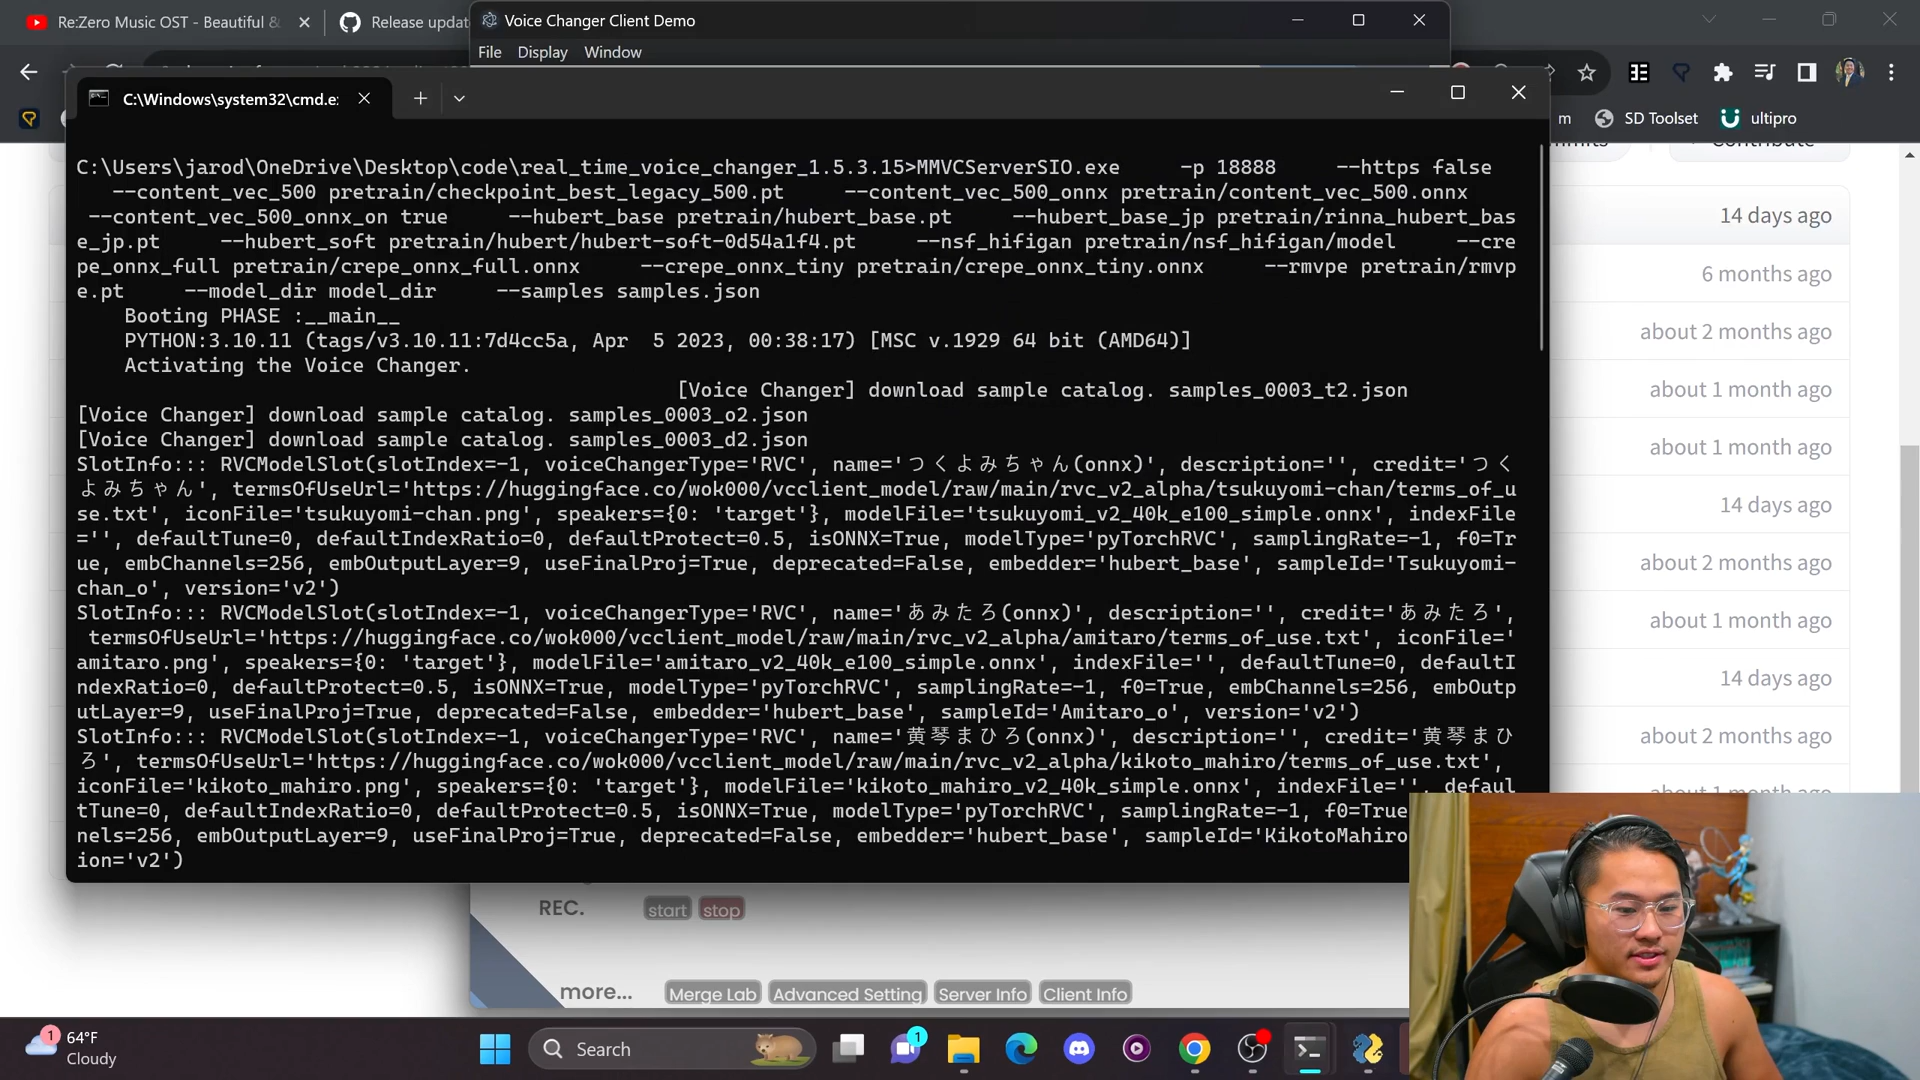 Re:Zero Music OST - Beautiful &
Release updat
Voice Changer Client Demo
File Display Window
C:\Windows\system32\cmd.e
m
SD Toolset
ultipro
C:\Users\jarod\OneDrive\Desktop\code\real_time_voice_changer_1.5.3.15>MMVCServerSIO.exe -p 18888 --https false
--content_vec_500 pretrain/checkpoint_best_legacy_500.pt --content_vec_500_onnx pretrain/content_vec_500.onnx
--content_vec_500_onnx_on true --hubert_base pretrain/hubert_base.pt --hubert_base_jp pretrain/rinna_hubert_bas
e_jp.pt --hubert_soft pretrain/hubert/hubert-soft-0d54a1f4.pt --nsf_hifigan pretrain/nsf_hifigan/model --cre
pe_onnx_full pretrain/crepe_onnx_full.onnx --crepe_onnx_tiny pretrain/crepe_onnx_tiny.onnx --rmvpe pretrain/rmvp
e.pt --model_dir model_dir --samples samples.json
Booting PHASE :__main__
PYTHON:3.10.11 (tags/v3.10.11:7d4cc5a, Apr 5 2023, 00:38:17) [MSC v.1929 64 bit (AMD64)]
Activating the Voice Changer.
[Voice Changer] download sample catalog. samples_0003_t2.json
[Voice Changer] download sample catalog. samples_0003_o2.json
[Voice Changer] download sample catalog. samples_0003_d2.json
SlotInfo::: RVCModelSlot(slotIndex=-1, voiceChangerType='RVC', name='つくよみちゃん(onnx)', description='', credit='つく
よみちゃん', termsOfUseUrl='https://huggingface.co/wok000/vcclient_model/raw/main/rvc_v2_alpha/tsukuyomi-chan/terms_of_u
se.txt', iconFile='tsukuyomi-chan.png', speakers={0: 'target'}, modelFile='tsukuyomi_v2_40k_e100_simple.onnx', indexFile
='', defaultTune=0, defaultIndexRatio=0, defaultProtect=0.5, isONNX=True, modelType='pyTorchRVC', samplingRate=-1, f0=Tr
ue, embChannels=256, embOutputLayer=9, useFinalProj=True, deprecated=False, embedder='hubert_base', sampleId='Tsukuyomi-
chan_o', version='v2')
SlotInfo::: RVCModelSlot(slotIndex=-1, voiceChangerType='RVC', name='あみたろ(onnx)', description='', credit='あみたろ',
termsOfUseUrl='https://huggingface.co/wok000/vcclient_model/raw/main/rvc_v2_alpha/amitaro/terms_of_use.txt', iconFile='
amitaro.png', speakers={0: 'target'}, modelFile='amitaro_v2_40k_e100_simple.onnx', indexFile='', defaultTune=0, defaultI
ndexRatio=0, defaultProtect=0.5, isONNX=True, modelType='pyTorchRVC', samplingRate=-1, f0=True, embChannels=256, embOutp
utLayer=9, useFinalProj=True, deprecated=False, embedder='hubert_base', sampleId='Amitaro_o', version='v2')
SlotInfo::: RVCModelSlot(slotIndex=-1, voiceChangerType='RVC', name='黄琴まひろ(onnx)', description='', credit='黄琴まひ
ろ', termsOfUseUrl='https://huggingface.co/wok000/vcclient_model/raw/main/rvc_v2_alpha/kikoto_mahiro/terms_of_use.txt',
iconFile='kikoto_mahiro.png', speakers={0: 'target'}, modelFile='kikoto_mahiro_v2_40k_simple.onnx', indexFile='', defaul
tTune=0, defaultIndexRatio=0, defaultProtect=0.5, isONNX=True, modelType='pyTorchRVC', samplingRate=-1, f0=True
nels=256, embOutputLayer=9, useFinalProj=True, deprecated=False, embedder='hubert_base', sampleId='KikotoMahiro
ion='v2')
Contribute
14 days ago
6 months ago
about 2 months ago
about 1 month ago
about 1 month ago
14 days ago
about 2 months ago
about 1 month ago
14 days ago
about 2 months ago
about 1 month ago
REC. start stop
more... Merge Lab Advanced Setting Server Info Client Info
1
64°F
Cloudy
Search
1